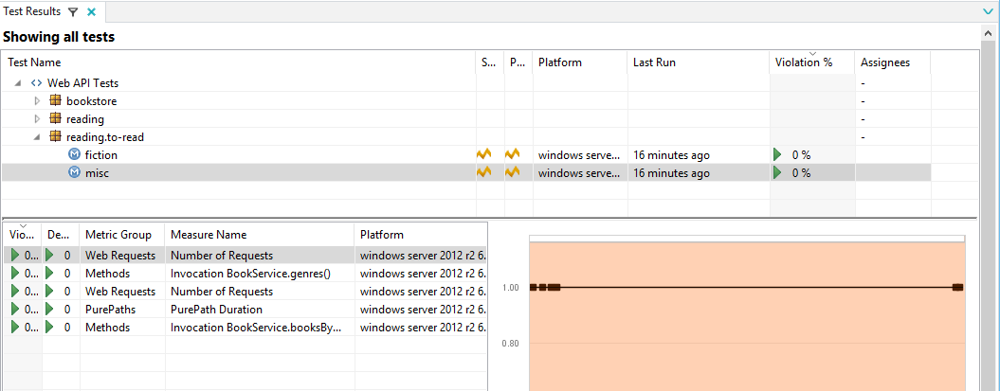 Test Results
Showing all tests
Test Name S... P... Platform Last Run Violation % Assignees
Web API Tests -
bookstore -
reading -
reading.to-read -
fiction windows serve... 16 minutes ago 0 %
misc windows serve... 16 minutes ago 0 %
Vio... De... Metric Group Measure Name Platform
0... 0 Web Requests Number of Requests windows server 2012 r2 6.
0... 0 Methods Invocation BookService.genres() windows server 2012 r2 6.
0... 0 Web Requests Number of Requests windows server 2012 r2 6.
0... 0 PurePaths PurePath Duration windows server 2012 r2 6.
0... 0 Methods Invocation BookService.booksBy... windows server 2012 r2 6.
1.00
0.80